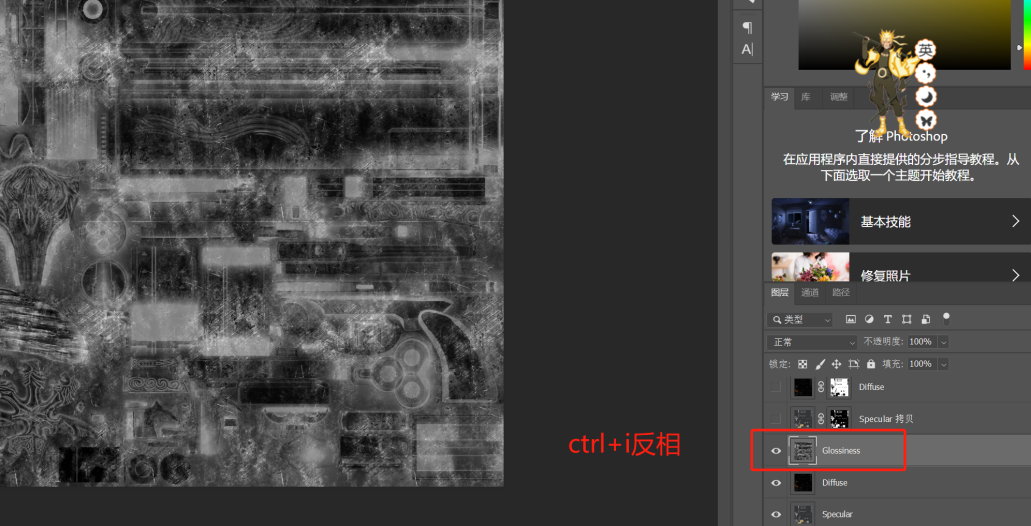 ¶
A|
英
学习 库 调整
了解 Photoshop
在应用程序内直接提供的分步指导教程。从
下面选取一个主题开始教程。
基本技能
修复照片
图层 通道 路径
类型
正常 不透明度: 100%
锁定: 填充: 100%
Diffuse
Specular 拷贝
Glossiness
Diffuse
Specular
ctrl+i反相